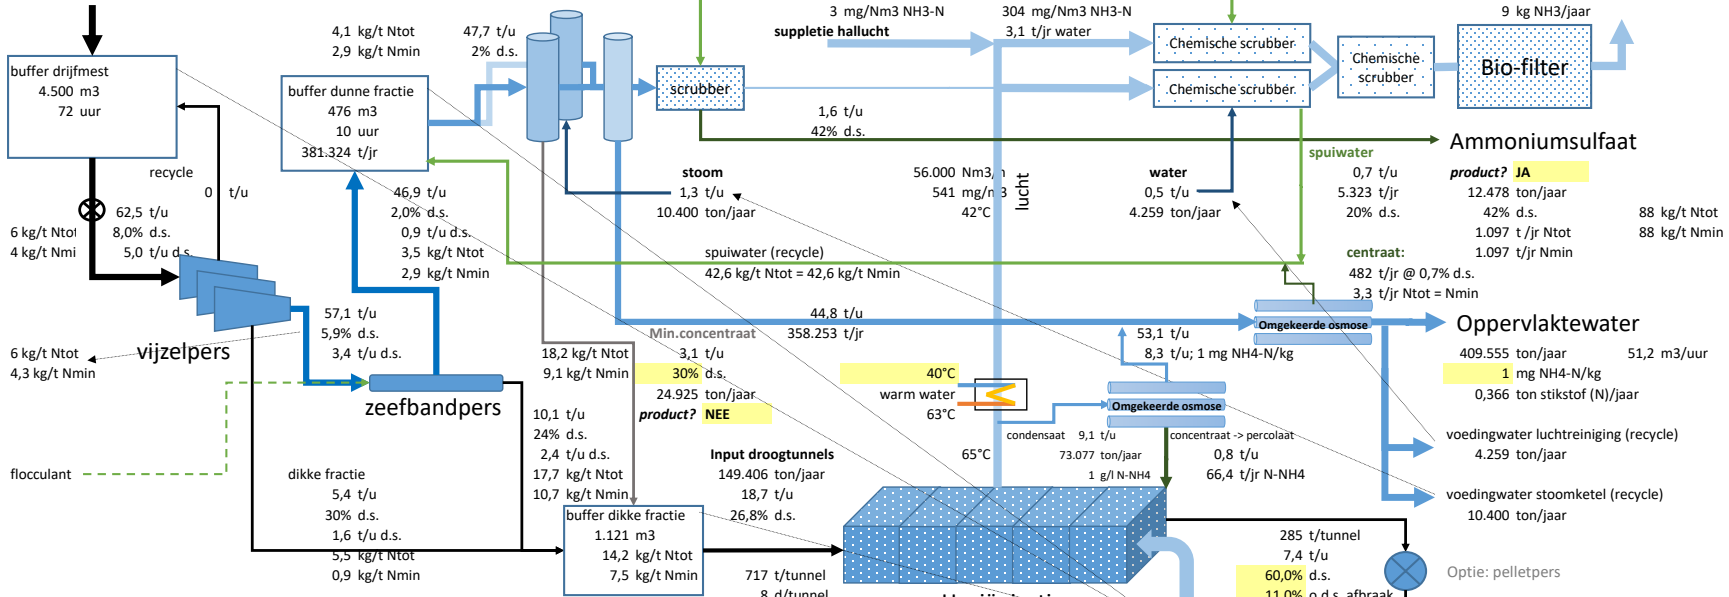 4,1 kg/t Ntot
2,9 kg/t Nmin
47,7 t/u
2% d.s.
3 mg/Nm3 NH3-N
suppletie hallucht
304 mg/Nm3 NH3-N
3,1 t/jr water
9 kg NH3/jaar
buffer drijfmest
4.500 m3
72 uur
buffer dunne fractie
476 m3
10 uur
381.324 t/jr
scrubber
Chemische scrubber
Chemische scrubber
Chemische
scrubber
Bio-filter
1,6 t/u
42% d.s.
Ammoniumsulfaat
product? JA
12.478 ton/jaar
42% d.s.
1.097 t /jr Ntot
1.097 t/jr Nmin
88 kg/t Ntot
88 kg/t Nmin
recycle
0 t/u
62,5 t/u
8,0% d.s.
5,0 t/u d.s.
6 kg/t Ntot
4 kg/t Nmi
46,9 t/u
2,0% d.s.
0,9 t/u d.s.
3,5 kg/t Ntot
2,9 kg/t Nmin
stoom
1,3 t/u
10.400 ton/jaar
56.000 Nm3/h
541 mg/m3
42°C
lucht
water
0,5 t/u
4.259 ton/jaar
spuiwater
0,7 t/u
5.323 t/jr
20% d.s.
centraat:
482 t/jr @ 0,7% d.s.
3,3 t/jr Ntot = Nmin
spuiwater (recycle)
42,6 kg/t Ntot = 42,6 kg/t Nmin
57,1 t/u
5,9% d.s.
3,4 t/u d.s.
vijzelpers
6 kg/t Ntot
4,3 kg/t Nmin
zeefbandpers
flocculant
44,8 t/u
358.253 t/jr
Min.concentraat
3,1 t/u
30% d.s.
24.925 ton/jaar
product? NEE
18,2 kg/t Ntot
9,1 kg/t Nmin
10,1 t/u
24% d.s.
2,4 t/u d.s.
17,7 kg/t Ntot
10,7 kg/t Nmin
40°C
warm water
63°C
65°C
53,1 t/u
8,3 t/u; 1 mg NH4-N/kg
Omgekeerde osmose
Omgekeerde osmose
Oppervlaktewater
409.555 ton/jaar
51,2 m3/uur
1 mg NH4-N/kg
0,366 ton stikstof (N)/jaar
condensaat 9,1 t/u
73.077 ton/jaar
1 g/l N-NH4
concentraat -> percolaat
0,8 t/u
66,4 t/jr N-NH4
voedingwater luchtreiniging (recycle)
4.259 ton/jaar
voedingwater stoomketel (recycle)
10.400 ton/jaar
dikke fractie
5,4 t/u
30% d.s.
1,6 t/u d.s.
5,5 kg/t Ntot
0,9 kg/t Nmin
Input droogtunnels
149.406 ton/jaar
18,7 t/u
26,8% d.s.
buffer dikke fractie
1.121 m3
14,2 kg/t Ntot
7,5 kg/t Nmin
717 t/tunnel
8 d/tunnel
285 t/tunnel
7,4 t/u
60,0% d.s.
11,0% o.d.s. afbraak
Optie: pelletpers